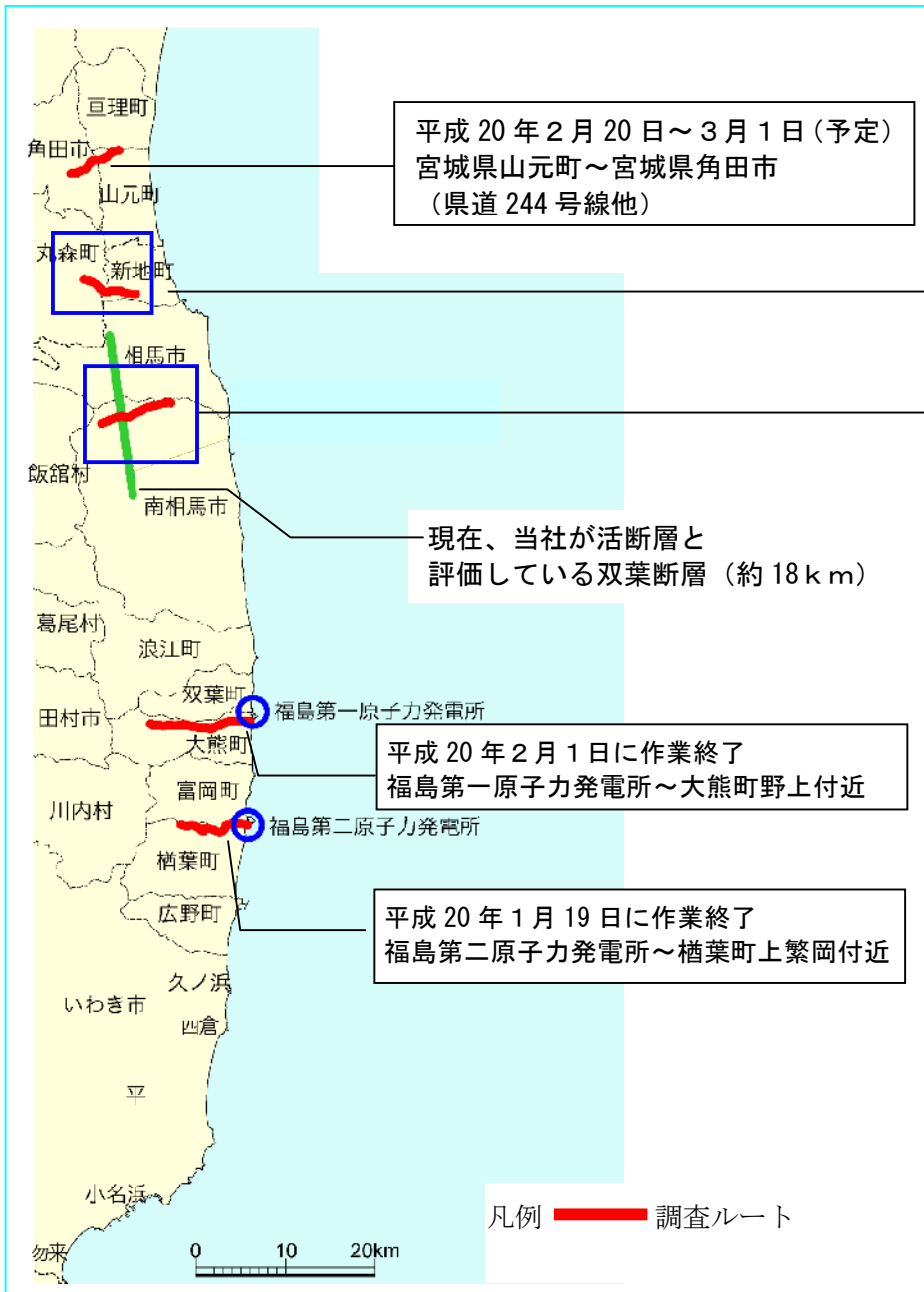 亘理町
角田市
山元町
平成 20 年２月 20 日～３月１日（予定）
宮城県山元町～宮城県角田市
（県道 244 号線他）
丸森町
新地町
相馬市
飯舘村
南相馬市
現在、当社が活断層と
評価している双葉断層（約 18ｋｍ）
葛尾村
浪江町
双葉町
福島第一原子力発電所
田村市
大熊町
平成 20 年２月１日に作業終了
福島第一原子力発電所～大熊町野上付近
富岡町
川内村
福島第二原子力発電所
楢葉町
平成 20 年１月 19 日に作業終了
福島第二原子力発電所～楢葉町上繁岡付近
広野町
久ノ浜
いわき市
四倉
平
小名浜
凡例 調査ルート
勿来
0 10 20km